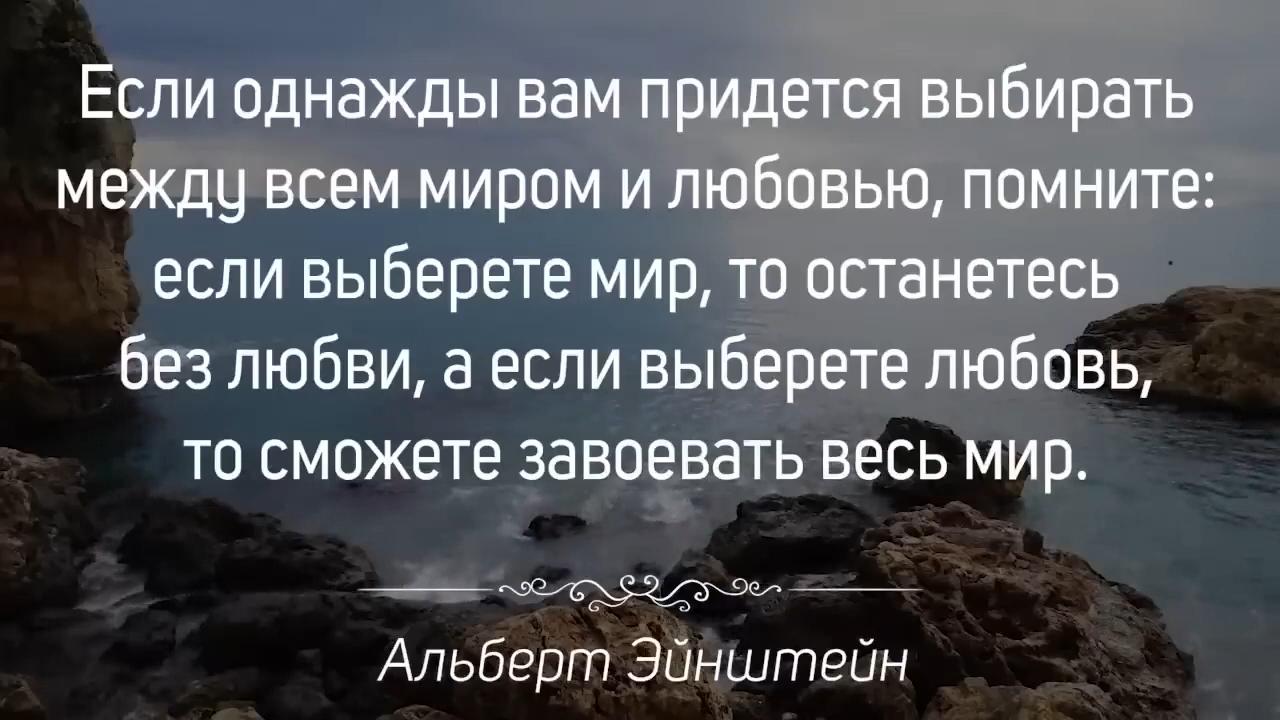 Если однажды вам придется выбирать
между всем миром и любовью, помните:
если выберете мир, то останетесь
без любви, а если выберете любовь,
то сможете завоевать весь мир.
Альберт Эйнштейн